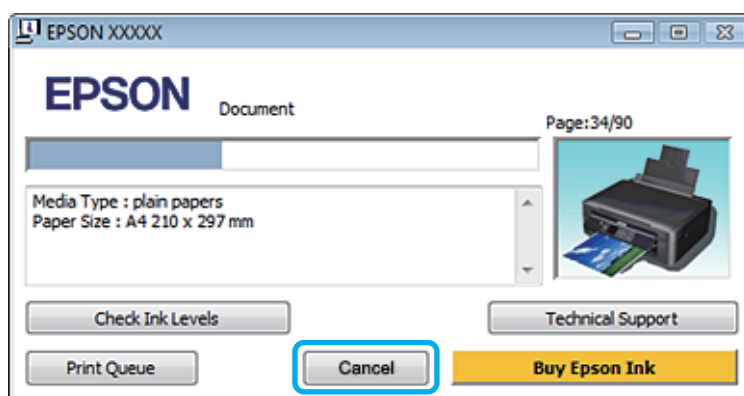 EPSON XXXXX
EPSON
Document
Page:34/90
Media Type : plain papers
Paper Size : A4 210 x 297 mm
Check Ink Levels
Technical Support
Print Queue
Cancel
Buy Epson Ink